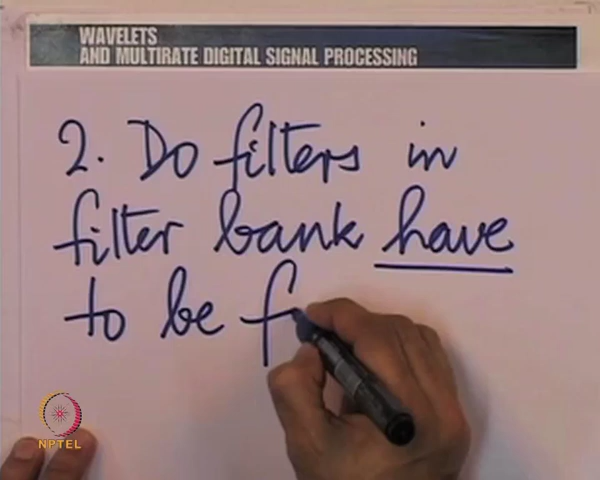 WAVELETS
AND MULTIRATE DIGITAL SIGNAL PROCESSING
2. Do filters in
filter bank have
to be f
NPTEL